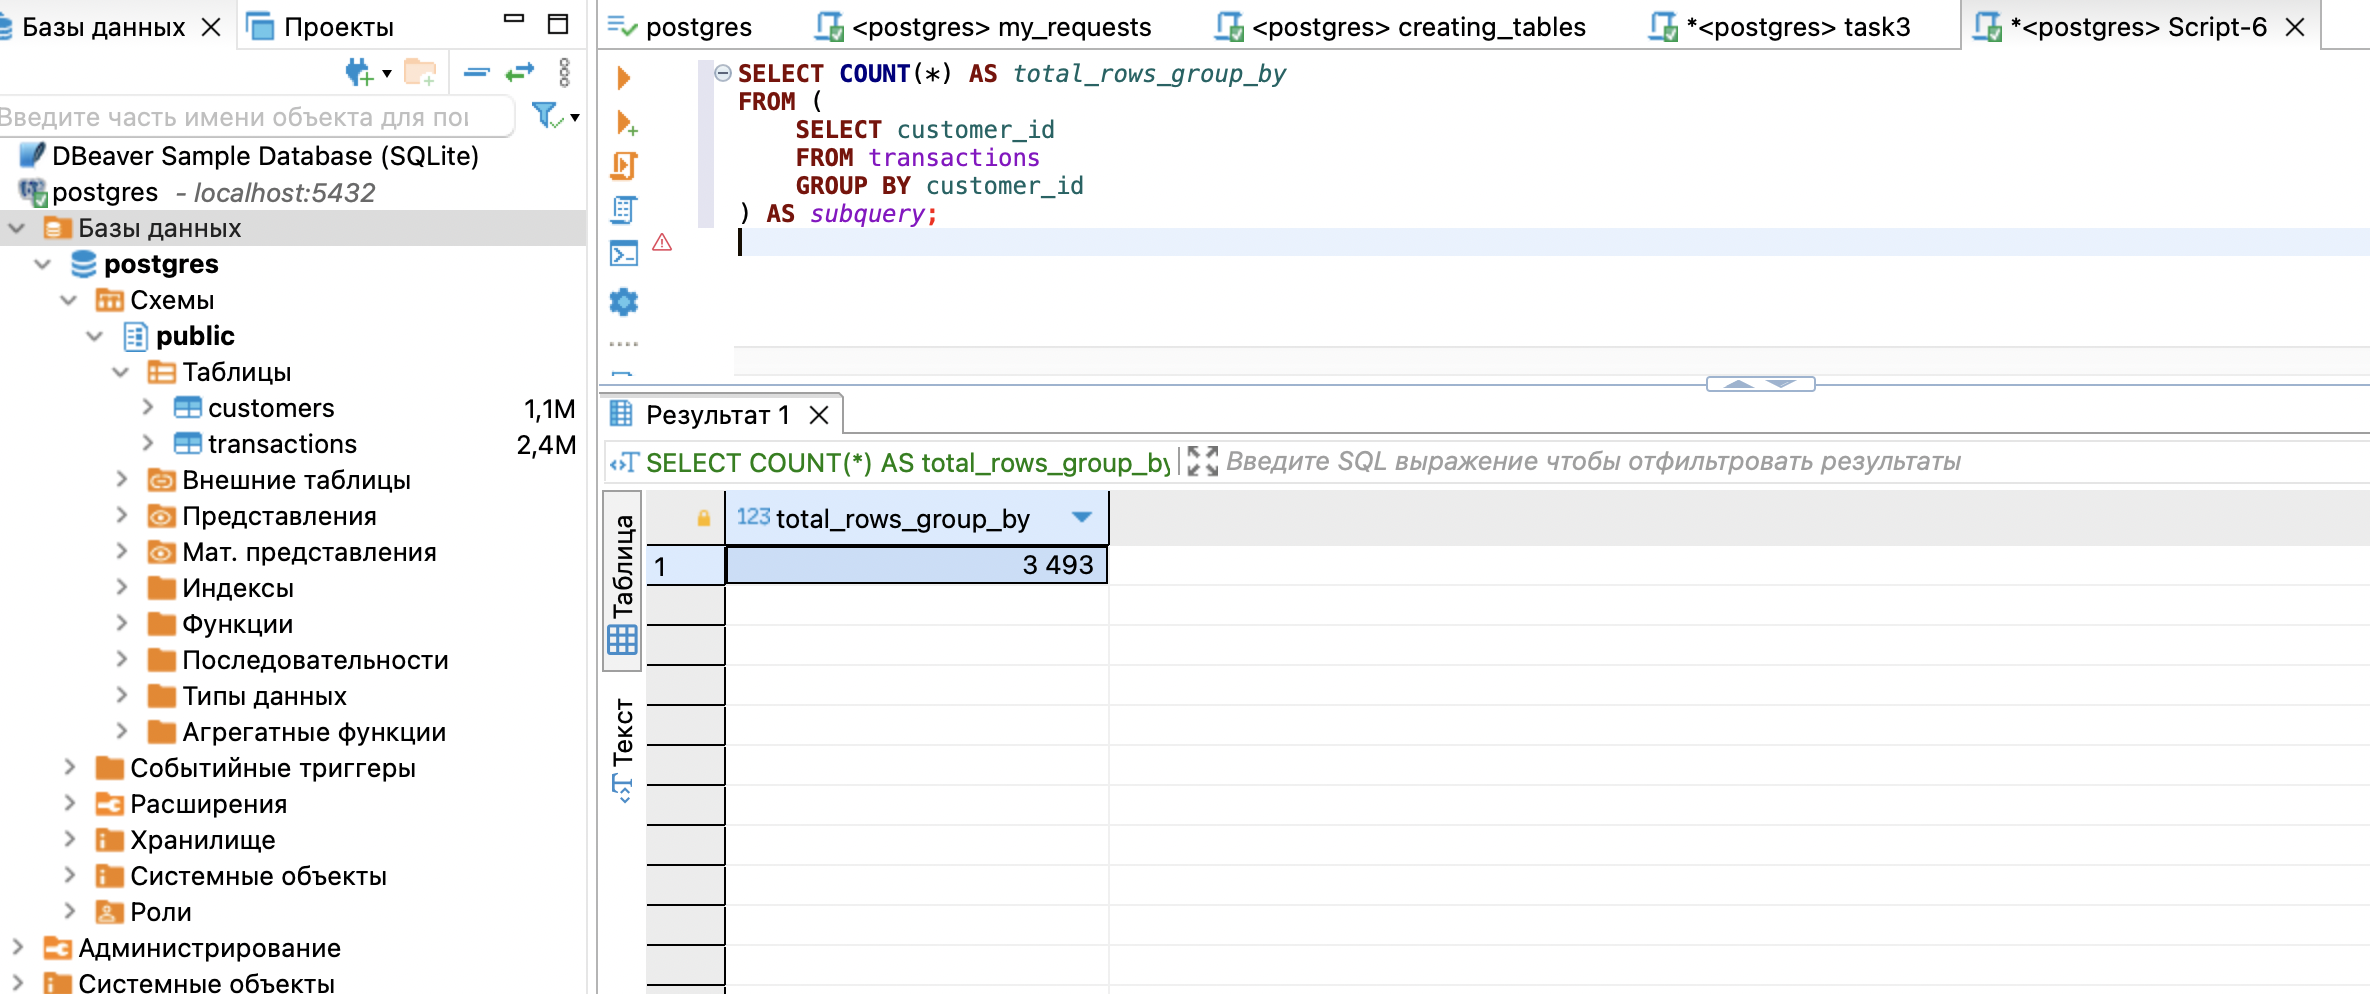 Базы данных
Проекты
Введите часть имени объекта для пои
DBeaver Sample Database (SQLite)
postgres - localhost:5432
Базы данных
postgres
Схемы
public
Таблицы
customers 1,1M
transactions 2,4M
Внешние таблицы
Представления
Мат. представления
Индексы
Функции
Последовательности
Типы данных
Агрегатные функции
Событийные триггеры
Расширения
Хранилище
Системные объекты
Роли
Администрирование
Системные объекты
postgres
<postgres> my_requests
<postgres> creating_tables
*<postgres> task3
*<postgres> Script-6
SELECT COUNT(*) AS total_rows_group_by
FROM (
SELECT customer_id
FROM transactions
GROUP BY customer_id
) AS subquery;
Результат 1
SELECT COUNT(*) AS total_rows_group_by
Введите SQL выражение чтобы отфильтровать результаты
Таблица
Текст
123 total_rows_group_by
1 3 493